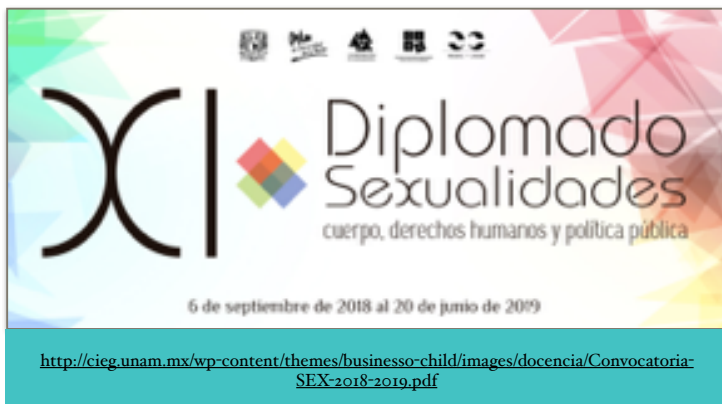 XI Diplomado
Sexualidades
cuerpo, derechos humanos y política pública
6 de septiembre de 2018 al 20 de junio de 2019
http://cieg.unam.mx/wp-content/themes/businesso-child/images/docencia/Convocatoria-
SEX-2018-2019.pdf